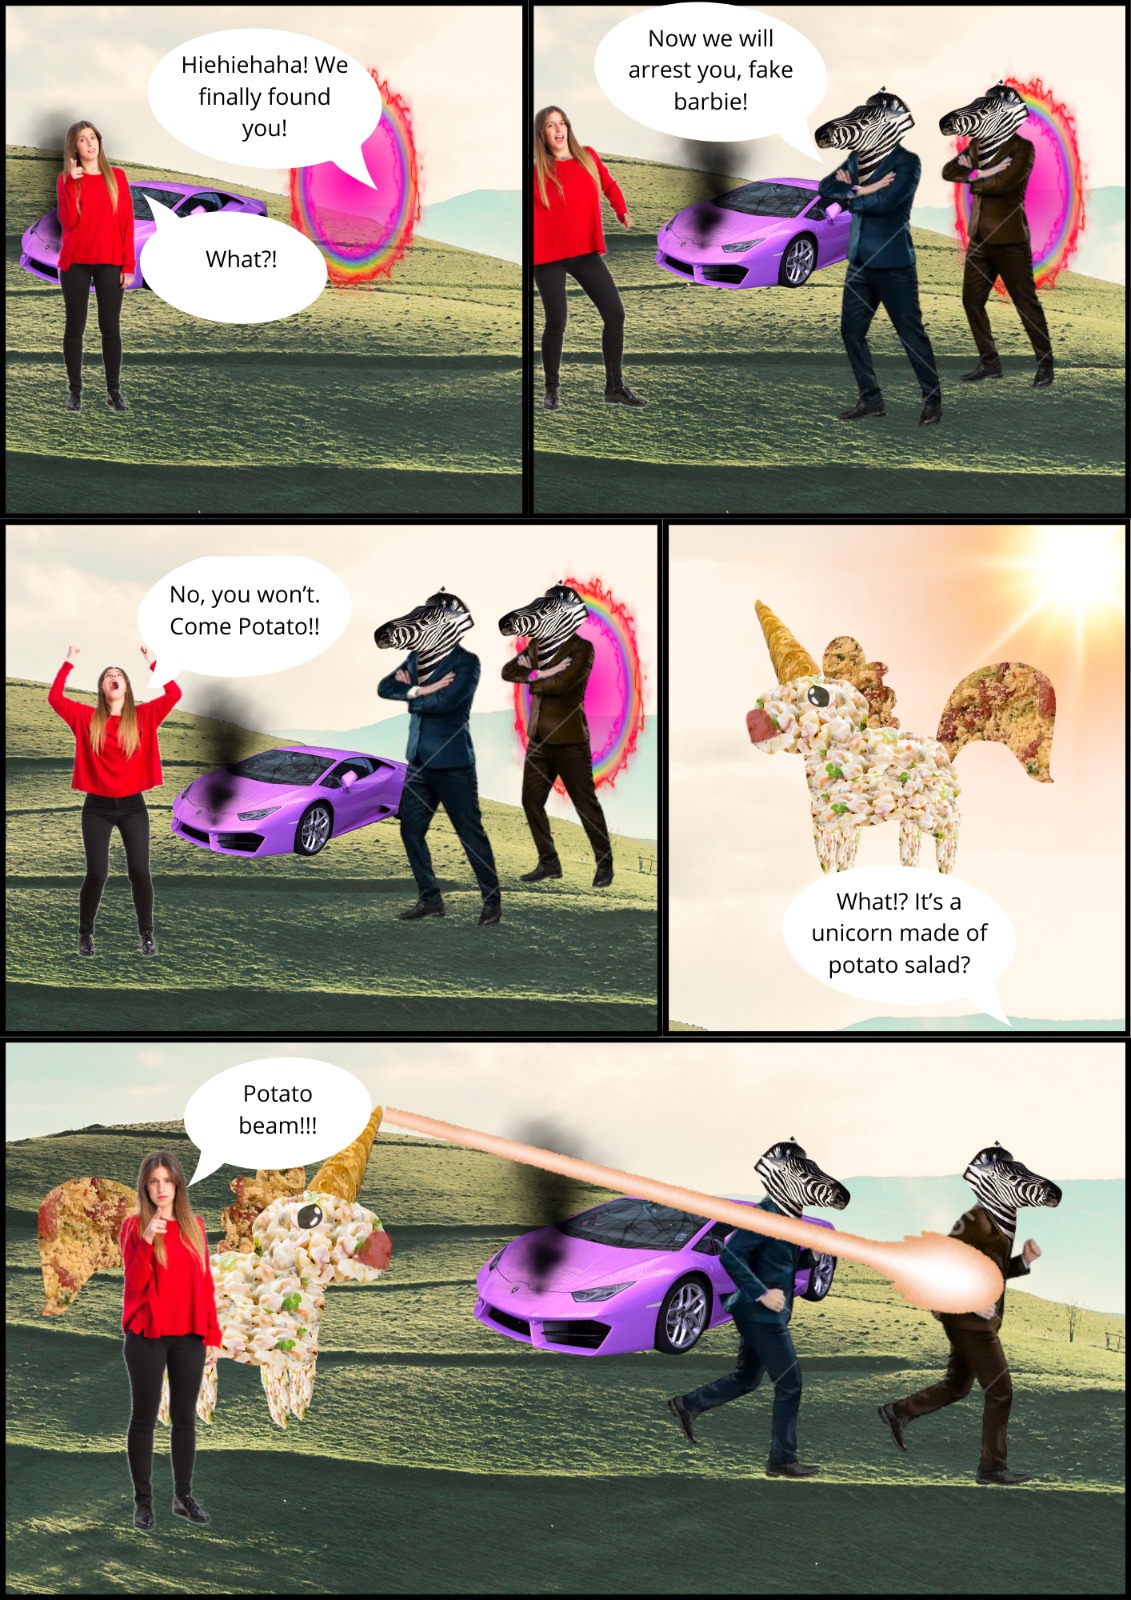 Hiehiehaha! We
finally found
you!
What?!
Now we will
arrest you, fake
barbie!
No, you won't.
Come Potato!!
What!? It's a
unicorn made of
potato salad?
Potato
beam!!!